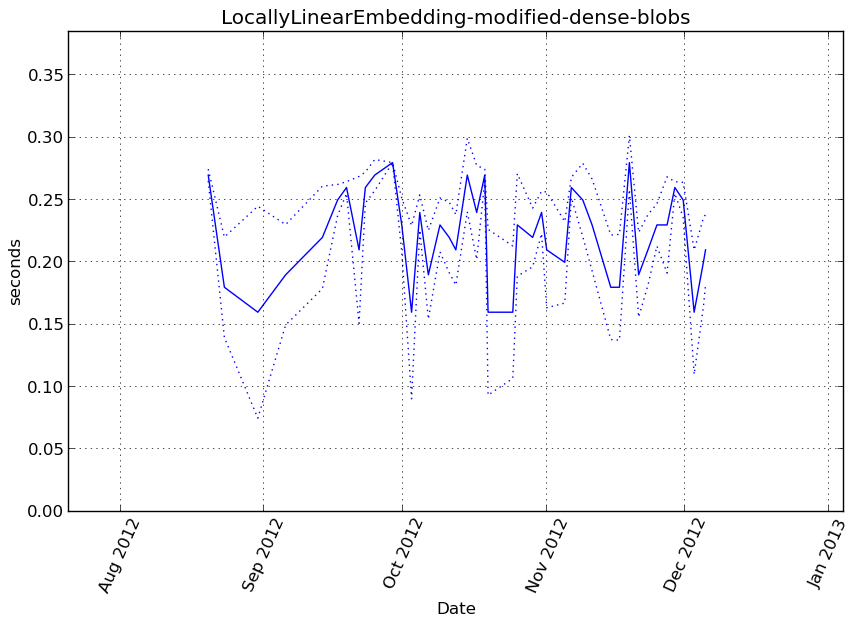 LocallyLinearEmbedding-modified-dense-blobs
0.35
0.30
0.25
0.20
0.15
0.10
0.05
0.00
seconds
Aug 2012
Sep 2012
Oct 2012
Nov 2012
Dec 2012
Jan 2013
Date